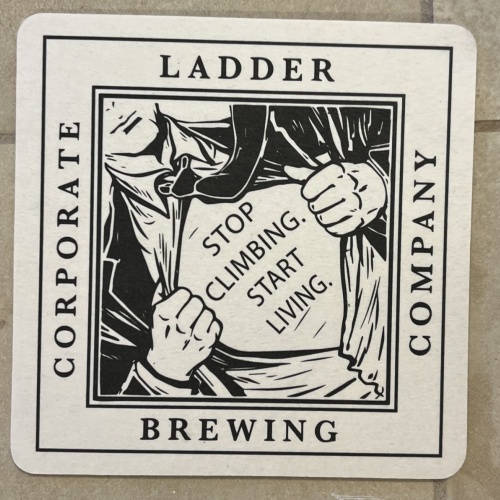 CORPORATE
LADDER
BREWING
COMPANY
STOP
CLIMBING.
START
LIVING.